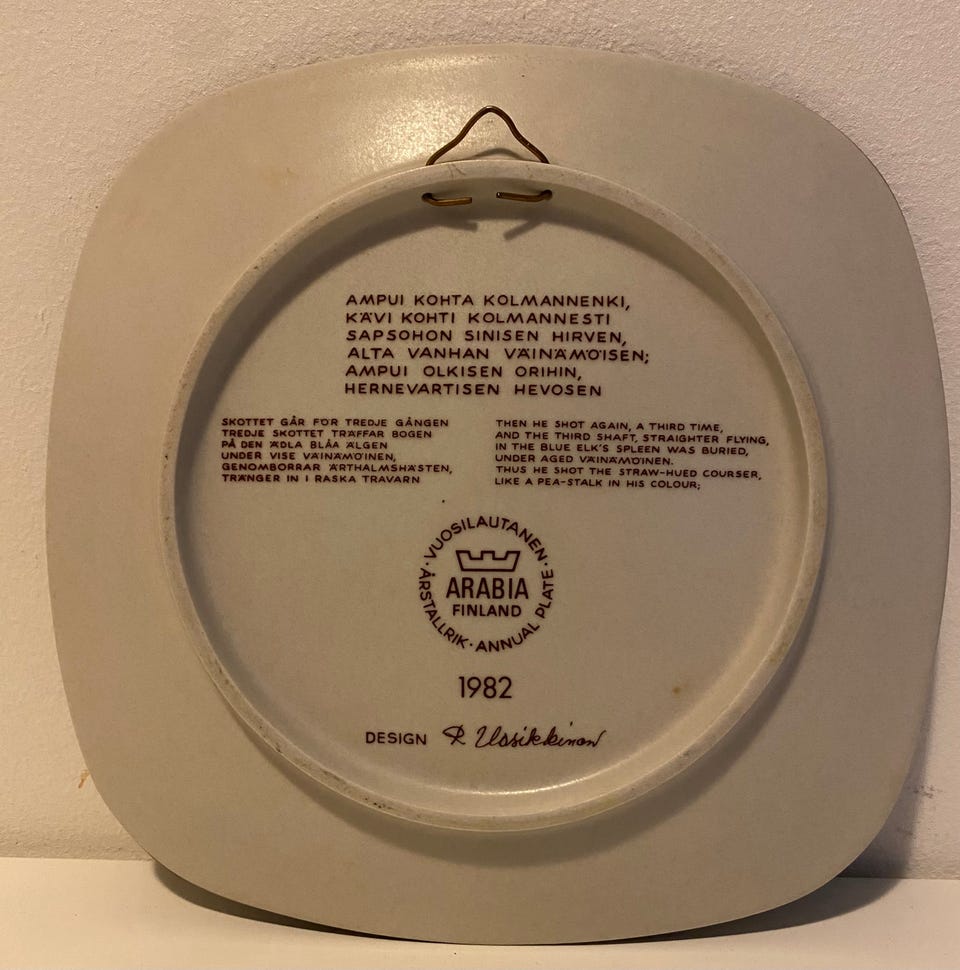 AMPUI KOHTA KOLMANNENKI,
KÄVI KOHTI KOLMANNESTI
SAPSOHON SINISEN HIRVEN,
ALTA VANHAN VÄINÄMÖISEN;
AMPUI OLKISEN ORIHIN,
HERNEVARTISEN HEVOSEN
SKOTTET GÅR FÖR TREDJE GÅNGEN
TREDJE SKOTTET TRÄFFAR BOGEN
PÅ DEN ÄDLA BLÅA ÄLGEN
UNDER VISE VÄINÄMÖINEN,
GENOMBORRAR ÄRTHALMSHÄSTEN,
TRÄNGER IN I RASKA TRAVARN
THEN HE SHOT AGAIN, A THIRD TIME,
AND THE THIRD SHAFT, STRAIGHTER FLYING,
IN THE BLUE ELK'S SPLEEN WAS BURIED,
UNDER AGED VÄINÄMÖINEN.
THUS HE SHOT THE STRAW-HUED COURSER,
LIKE A PEA-STALK IN HIS COLOUR;
· VUOSILAUTANEN ·
ARABIA
FINLAND
ÅRSTALLRIK · ANNUAL PLATE
1982
DESIGN R Uosikkinen